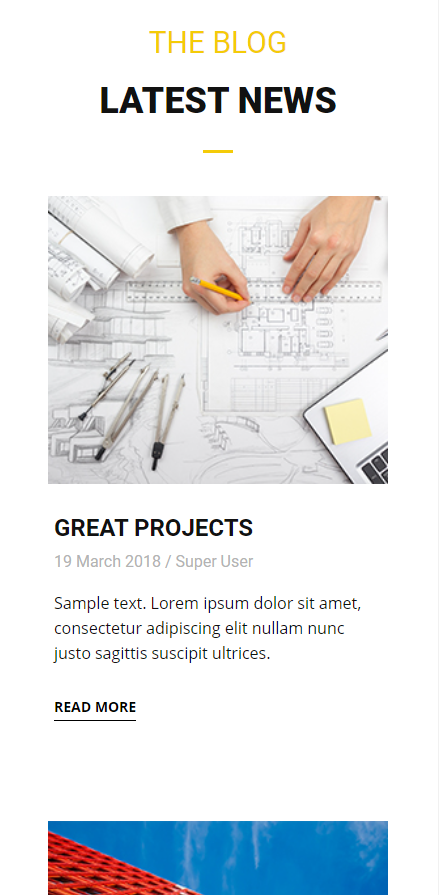 THE BLOG
LATEST NEWS
GREAT PROJECTS
19 March 2018 / Super User
Sample text. Lorem ipsum dolor sit amet,
consectetur adipiscing elit nullam nunc
justo sagittis suscipit ultrices.
READ MORE